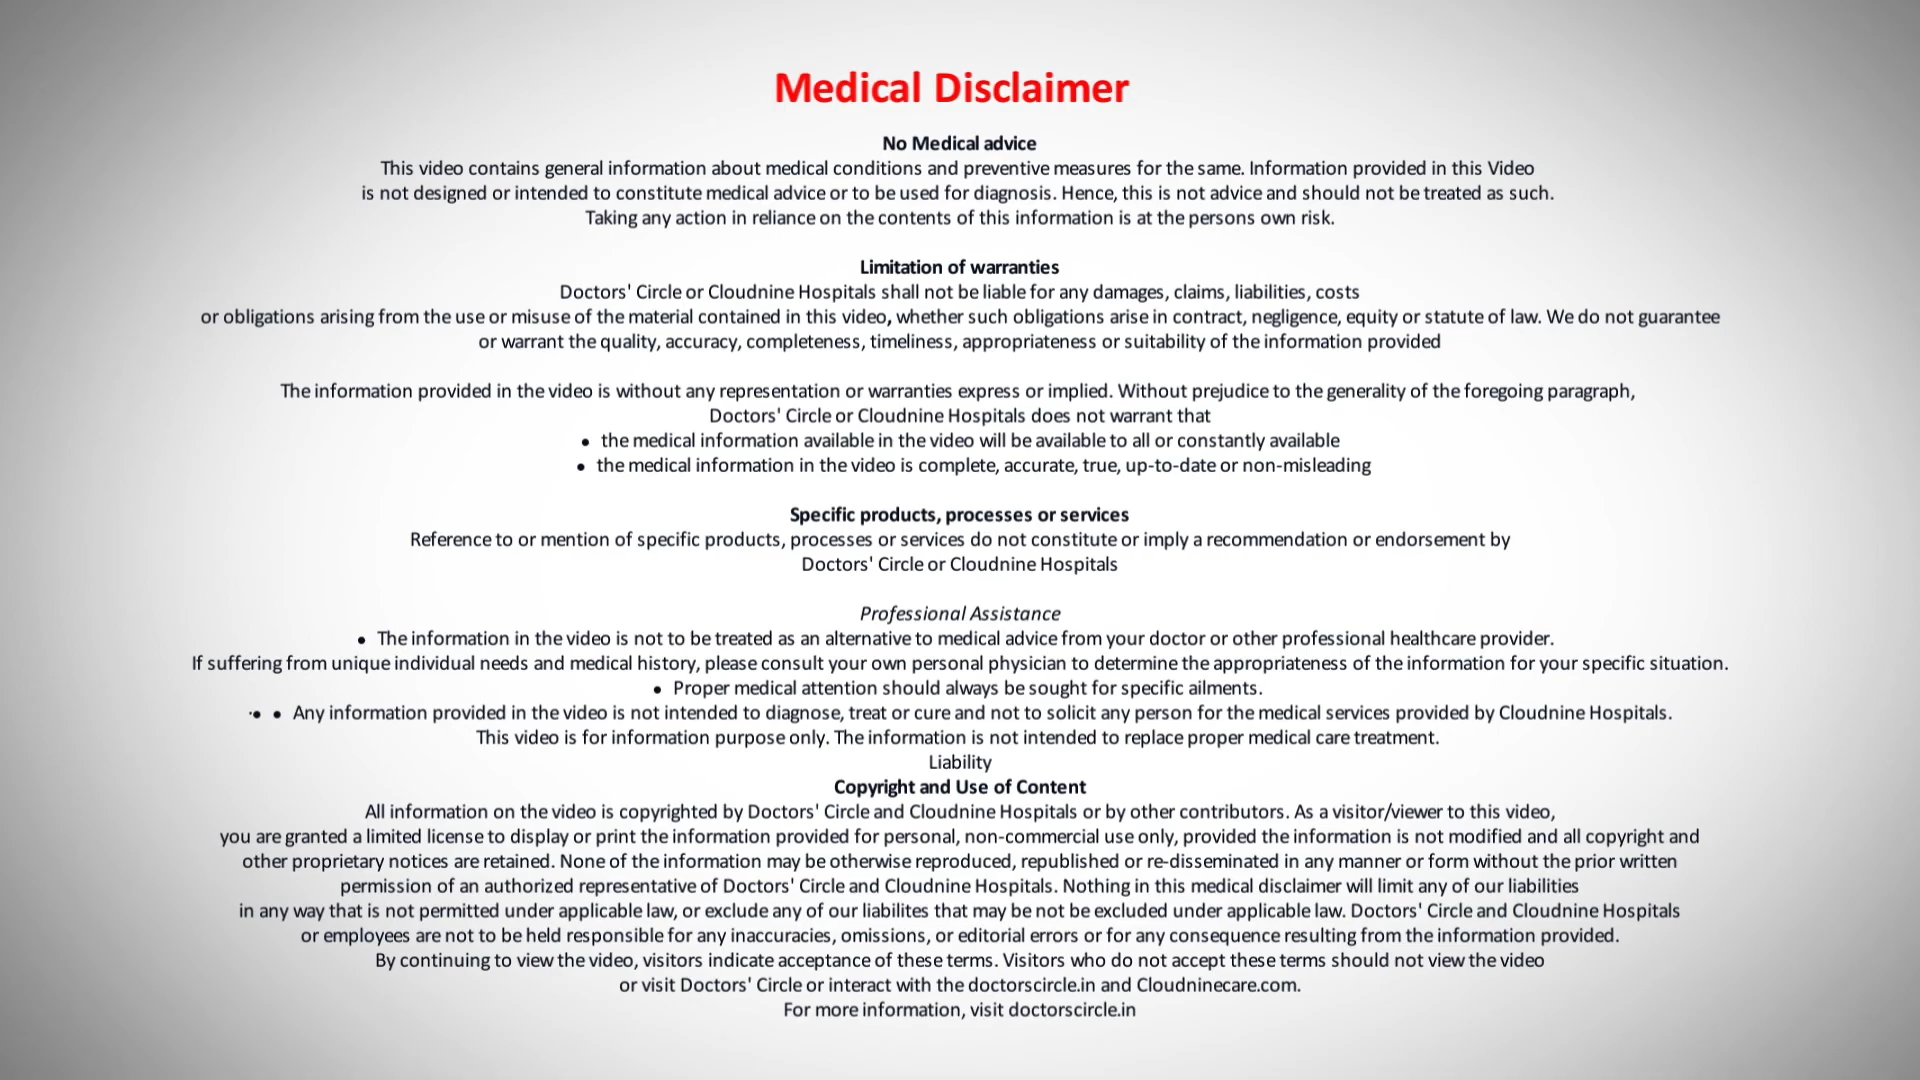 Medical Disclaimer
No Medical advice
This video contains general information about medical conditions and preventive measures for the same. Information provided in this Video
is not designed or intended to constitute medical advice or to be used for diagnosis. Hence, this is not advice and should not be treated as such.
Taking any action in reliance on the contents of this information is at the persons own risk.
Limitation of warranties
Doctors' Circle or Cloudnine Hospitals shall not be liable for any damages, claims, liabilities, costs
or obligations arising from the use or misuse of the material contained in this video, whether such obligations arise in contract, negligence, equity or statute of law. We do not guarantee
or warrant the quality, accuracy, completeness, timeliness, appropriateness or suitability of the information provided
The information provided in the video is without any representation or warranties express or implied. Without prejudice to the generality of the foregoing paragraph,
Doctors' Circle or Cloudnine Hospitals does not warrant that
• the medical information available in the video will be available to all or constantly available
• the medical information in the video is complete, accurate, true, up-to-date or non-misleading
Specific products, processes or services
Reference to or mention of specific products, processes or services do not constitute or imply a recommendation or endorsement by
Doctors' Circle or Cloudnine Hospitals
Professional Assistance
• The information in the video is not to be treated as an alternative to medical advice from your doctor or other professional healthcare provider.
If suffering from unique individual needs and medical history, please consult your own personal physician to determine the appropriateness of the information for your specific situation.
• Proper medical attention should always be sought for specific ailments.
·• • Any information provided in the video is not intended to diagnose, treat or cure and not to solicit any person for the medical services provided by Cloudnine Hospitals.
This video is for information purpose only. The information is not intended to replace proper medical care treatment.
Liability
Copyright and Use of Content
All information on the video is copyrighted by Doctors' Circle and Cloudnine Hospitals or by other contributors. As a visitor/viewer to this video,
you are granted a limited license to display or print the information provided for personal, non-commercial use only, provided the information is not modified and all copyright and
other proprietary notices are retained. None of the information may be otherwise reproduced, republished or re-disseminated in any manner or form without the prior written
permission of an authorized representative of Doctors' Circle and Cloudnine Hospitals. Nothing in this medical disclaimer will limit any of our liabilities
in any way that is not permitted under applicable law, or exclude any of our liabilites that may be not be excluded under applicable law. Doctors' Circle and Cloudnine Hospitals
or employees are not to be held responsible for any inaccuracies, omissions, or editorial errors or for any consequence resulting from the information provided.
By continuing to view the video, visitors indicate acceptance of these terms. Visitors who do not accept these terms should not view the video
or visit Doctors' Circle or interact with the doctorscircle.in and Cloudninecare.com.
For more information, visit doctorscircle.in